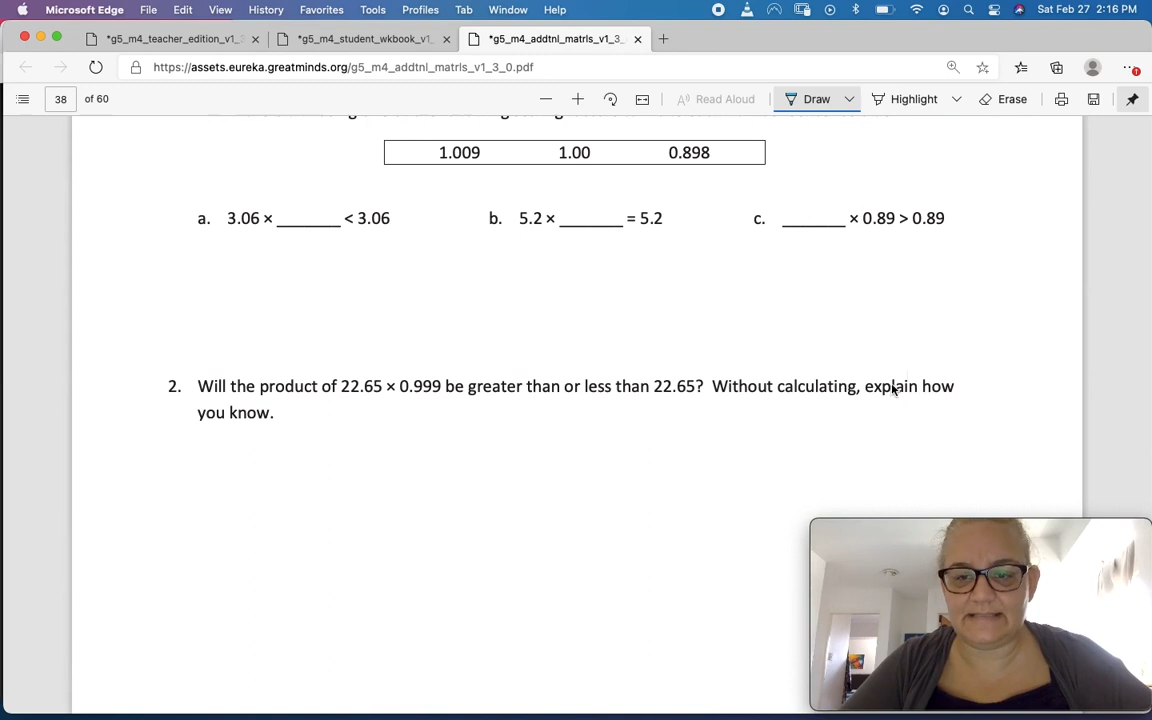 Microsoft Edge File Edit View History Favorites Tools Profiles Tab Window Help Sat Feb 27 2:16 PM
*g5_m4_teacher_edition_v1_ *g5_m4_student_wkbook_v1_ *g5_m4_addtnl_matrls_v1_3_
https://assets.eureka.greatminds.org/g5_m4_addtnl_matrls_v1_3_0.pdf
38 of 60 Read Aloud Draw Highlight Erase
1.009 1.00 0.898
a. 3.06 × _______ < 3.06 b. 5.2 × _______ = 5.2 c. _______ × 0.89 > 0.89
2. Will the product of 22.65 × 0.999 be greater than or less than 22.65? Without calculating, explain how
you know.